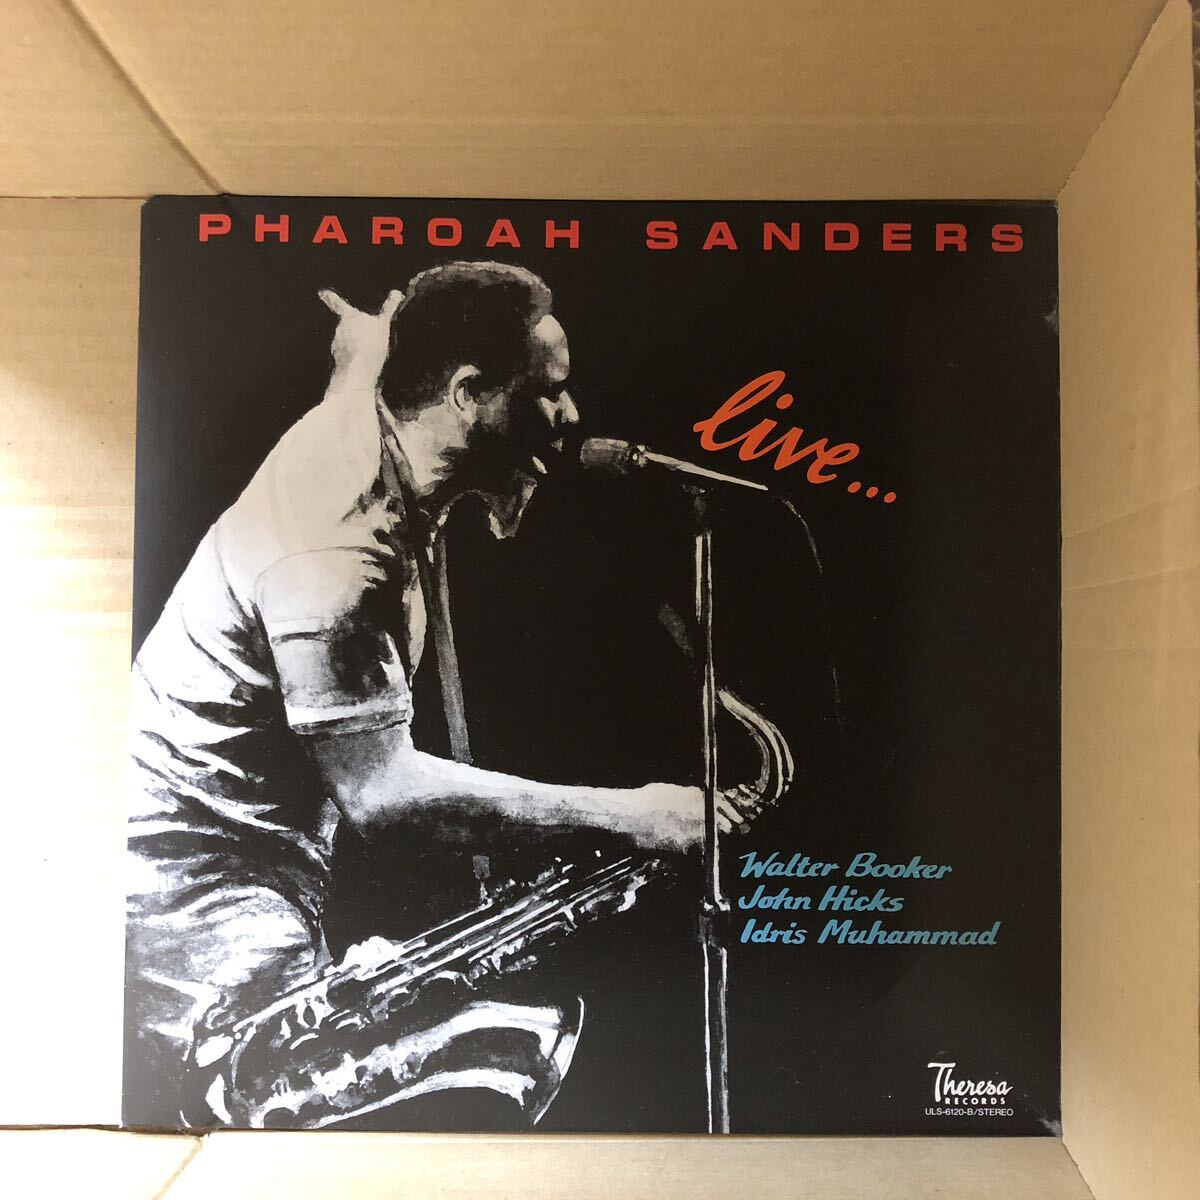 PHAROAH SANDERS
live...
Walter Booker
John Hicks
Idris Muhammad
Theresa
RECORDS
ULS-6120-B/STEREO